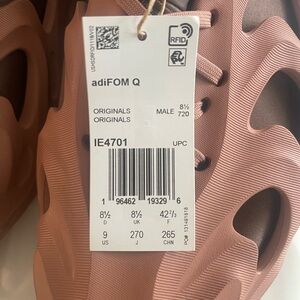 RFID
adiFOM Q
ORIGINALS MALE 8½
ORIGINALS 720
IE4701 UPC
1 96462 19329 6
8½ 8½ 42⅔
D UK F
9 270 265
US J CHN